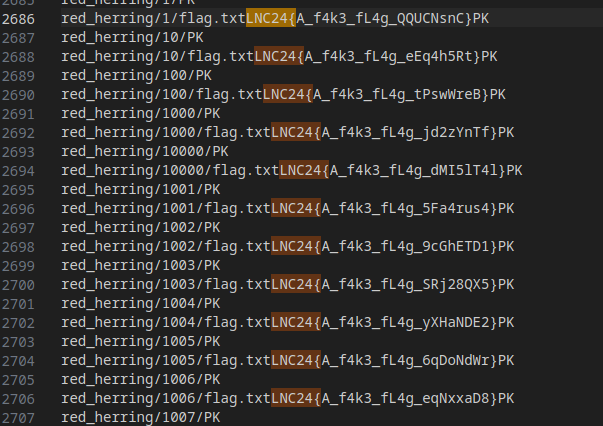 2685 red_herring/1/PK
2686 red_herring/1/flag.txtLNC24{A_f4k3_fL4g_QQUCNsnC}PK
2687 red_herring/10/PK
2688 red_herring/10/flag.txtLNC24{A_f4k3_fL4g_eEq4h5Rt}PK
2689 red_herring/100/PK
2690 red_herring/100/flag.txtLNC24{A_f4k3_fL4g_tPswWreB}PK
2691 red_herring/1000/PK
2692 red_herring/1000/flag.txtLNC24{A_f4k3_fL4g_jd2zYnTf}PK
2693 red_herring/10000/PK
2694 red_herring/10000/flag.txtLNC24{A_f4k3_fL4g_dMI5lT4l}PK
2695 red_herring/1001/PK
2696 red_herring/1001/flag.txtLNC24{A_f4k3_fL4g_5Fa4rus4}PK
2697 red_herring/1002/PK
2698 red_herring/1002/flag.txtLNC24{A_f4k3_fL4g_9cGhETD1}PK
2699 red_herring/1003/PK
2700 red_herring/1003/flag.txtLNC24{A_f4k3_fL4g_SRj28QX5}PK
2701 red_herring/1004/PK
2702 red_herring/1004/flag.txtLNC24{A_f4k3_fL4g_yXHaNDE2}PK
2703 red_herring/1005/PK
2704 red_herring/1005/flag.txtLNC24{A_f4k3_fL4g_6qDoNdWr}PK
2705 red_herring/1006/PK
2706 red_herring/1006/flag.txtLNC24{A_f4k3_fL4g_eqNxxaD8}PK
2707 red_herring/1007/PK